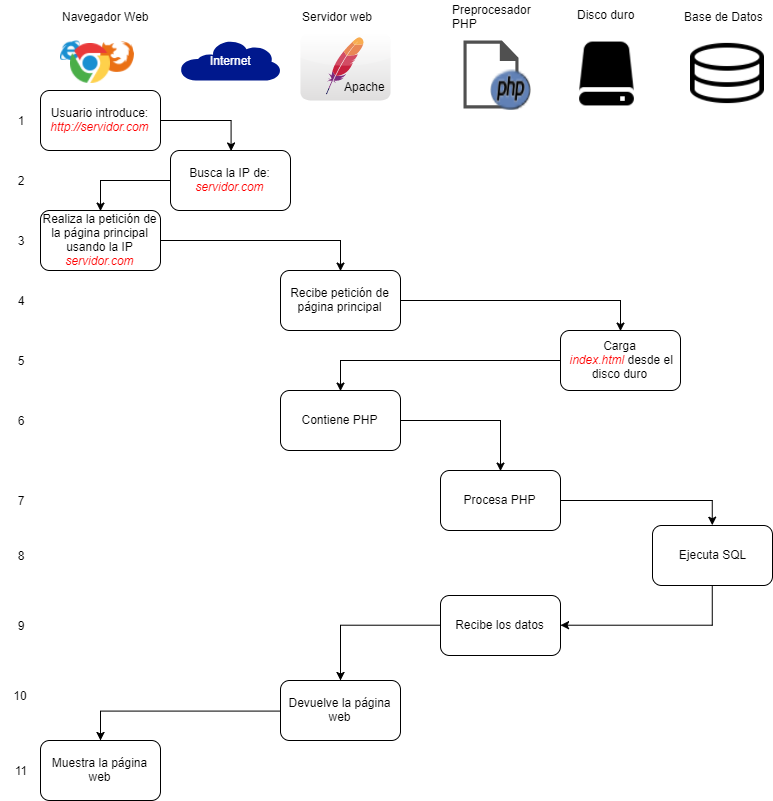 Navegador Web
Servidor web
Preprocesador
PHP
Disco duro
Base de Datos
Internet
Apache
php
1
Usuario introduce:
http://servidor.com
2
Busca la IP de:
servidor.com
3
Realiza la petición de
la página principal
usando la IP
servidor.com
4
Recibe petición de
página principal
5
Carga
index.html desde el
disco duro
6
Contiene PHP
7
Procesa PHP
8
Ejecuta SQL
9
Recibe los datos
10
Devuelve la página
web
11
Muestra la página
web